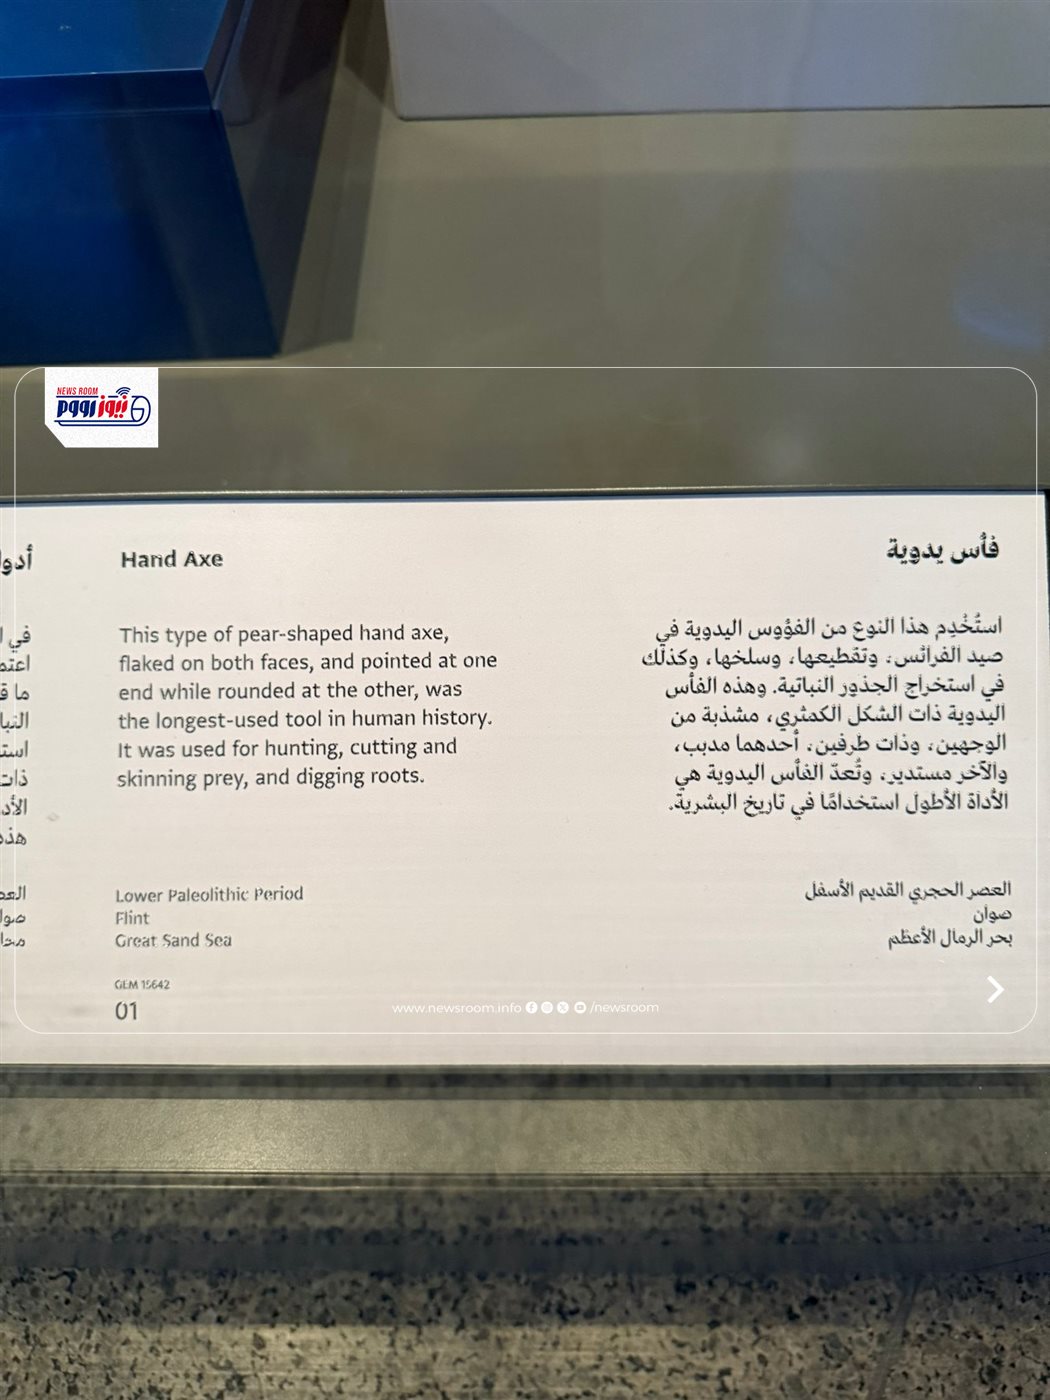 NEWS ROOM
نيوز رووم
Hand Axe
This type of pear-shaped hand axe,
flaked on both faces, and pointed at one
end while rounded at the other, was
the longest-used tool in human history.
It was used for hunting, cutting and
skinning prey, and digging roots.
Lower Paleolithic Period
Flint
Great Sand Sea
GEM 15642
01
فأس يدوية
استُخْدِم هذا النوع من الفؤوس اليدوية في
صيد الفرائس، وتقطيعها، وسلخها، وكذلك
في استخراج الجذور النباتية. وهذه الفأس
اليدوية ذات الشكل الكمثري، مشذبة من
الوجهين، وذات طرفين، أحدهما مدبب،
والآخر مستدير، وتُعدّ الفأس اليدوية هي
الأداة الأطول استخدامًا في تاريخ البشرية.
العصر الحجري القديم الأسفل
صوان
بحر الرمال الأعظم
www.newsroom.info /newsroom